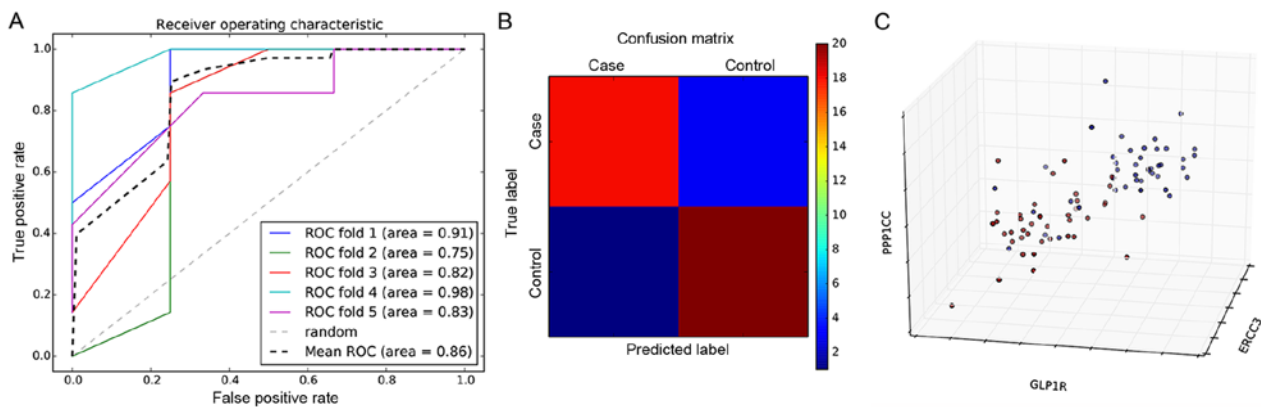 A
Receiver operating characteristic
1.0
0.8
0.6
0.4
0.2
0.0
True positive rate
ROC fold 1 (area = 0.91)
ROC fold 2 (area = 0.75)
ROC fold 3 (area = 0.82)
ROC fold 4 (area = 0.98)
ROC fold 5 (area = 0.83)
random
Mean ROC (area = 0.86)
0.0 0.2 0.4 0.6 0.8 1.0
False positive rate
B
Confusion matrix
Case Control
True label
Case
Control
Predicted label
20
18
16
14
12
10
8
6
4
2
C
PPP1CC
GLP1R
ERCC3